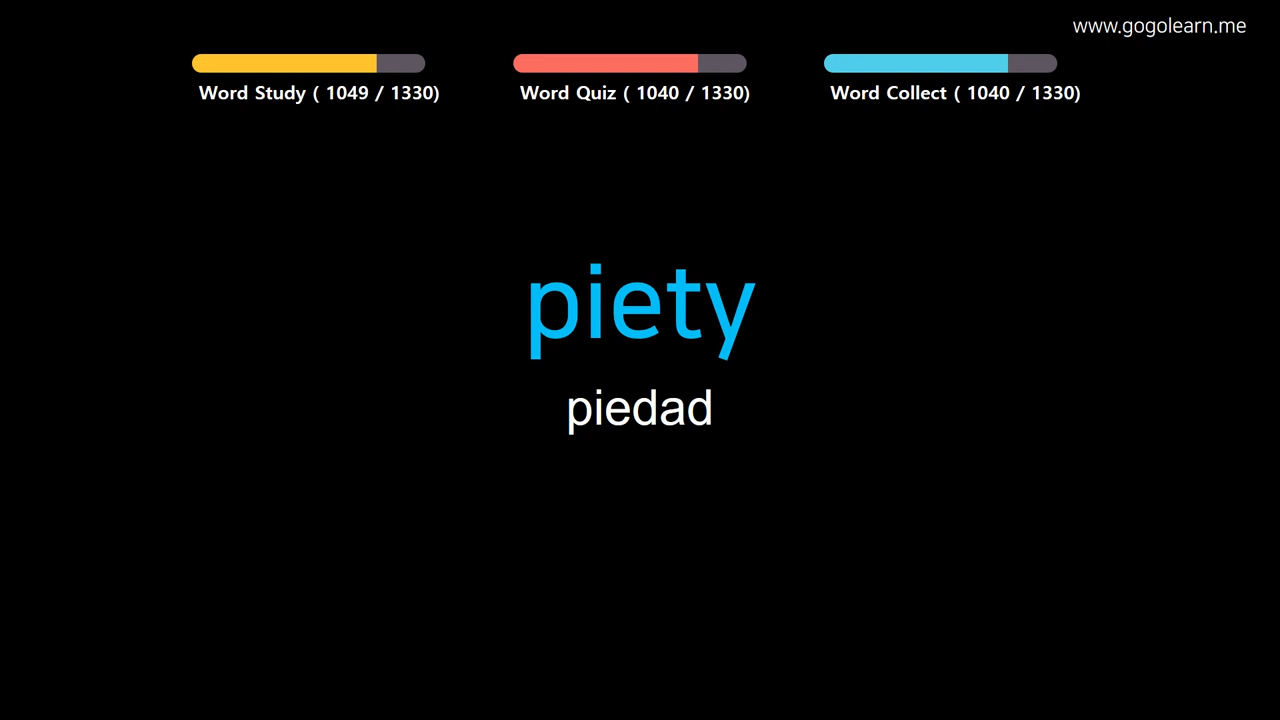 www.gogolearn.me
Word Study ( 1049 / 1330)
Word Quiz ( 1040 / 1330)
Word Collect ( 1040 / 1330)
piety
piedad